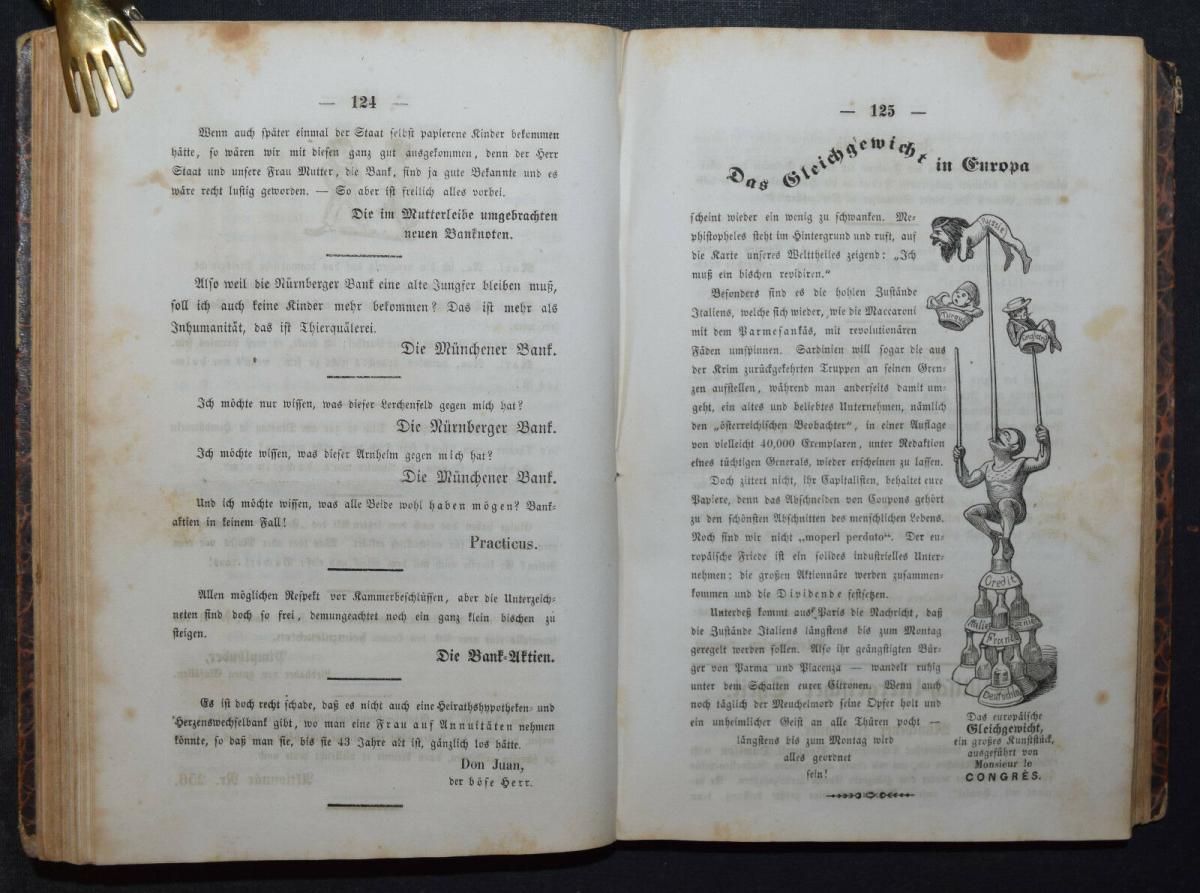 — 124 —
Wenn auch später einmal der Staat selbst papierene Kinder bekommen
hätte, so wären wir mit diesen ganz gut ausgekommen, denn der Herr
Staat und unsere Frau Mutter, die Bank, sind ja gute Bekannte und es
wäre recht lustig geworden. — So aber ist freilich alles vorbei.
Die im Mutterleibe umgebrachten
neuen Banknoten.
Also weil die Nürnberger Bank eine alte Jungfer bleiben muß,
soll ich auch keine Kinder mehr bekommen? Das ist mehr als
Inhumanität, das ist Thierquälerei.
Die Münchener Bank.
Ich möchte nur wissen, was dieser Lerchenfeld gegen mich hat?
Die Nürnberger Bank.
Ich möchte wissen, was dieser Arnheim gegen mich hat?
Die Münchener Bank.
Und ich möchte wissen, was alle Beide wohl haben mögen? Bank-
aktien in keinem Fall!
Practicus.
Allen möglichen Respekt vor Kammerbeschlüssen, aber die Unterzeich-
neten sind doch so frei, demungeachtet noch ein ganz klein bischen zu
steigen.
Die Bank-Aktien.
Es ist doch recht schade, daß es nicht auch eine Heirathshypotheken- und
Herzenswechselbank gibt, wo man eine Frau auf Annuitäten nehmen
könnte, so daß man sie, bis sie 43 Jahre alt ist, gänzlich los hätte.
Don Juan,
der böse Herr.
— 125 —
Das Gleichgewicht in Europa
scheint wieder ein wenig zu schwanken. Me-
phistopheles steht im Hintergrund und ruft, auf
die Karte unseres Welttheiles zeigend: „Ich
muß ein bischen revidiren."
Besonders sind es die hohlen Zustände
Italiens, welche sich wieder, wie die Maccaroni
mit dem Parmesankäs, mit revolutionären
Fäden umspinnen. Sardinien will sogar die aus
der Krim zurückgekehrten Truppen an seinen Gren-
zen aufstellen, während man anderseits damit um-
geht, ein altes und beliebtes Unternehmen, nämlich
den „österreichischen Beobachter", in einer Auflage
von vielleicht 40,000 Exemplaren, unter Redaktion
eines tüchtigen Generals, wieder erscheinen zu lassen.
Doch zittert nicht, ihr Capitalisten, behaltet eure
Papiere, denn das Abschneiden von Coupons gehört
zu den schönsten Abschnitten des menschlichen Lebens.
Noch sind wir nicht „moperl perduto". Der eu-
ropäische Friede ist ein solides industrielles Unter-
nehmen; die großen Aktionäre werden zusammen-
kommen und die Dividende festsetzen.
Unterdeß kommt aus Paris die Nachricht, daß
die Zustände Italiens längstens bis zum Montag
geregelt werden sollen. Also ihr geängstigten Bür-
ger von Parma und Piacenza — wandelt ruhig
unter dem Schatten eurer Citronen. Wenn auch
noch täglich der Meuchelmord seine Opfer holt und
ein unheimlicher Geist an alle Thüren pocht —
längstens bis zum Montag wird
alles geordnet
sein!
Russie
Turquie
Credit
Italie
Deutschla
Das europäische
Gleichgewicht,
ein großes Kunststück,
ausgeführt von
Monsieur le
CONGRÈS.